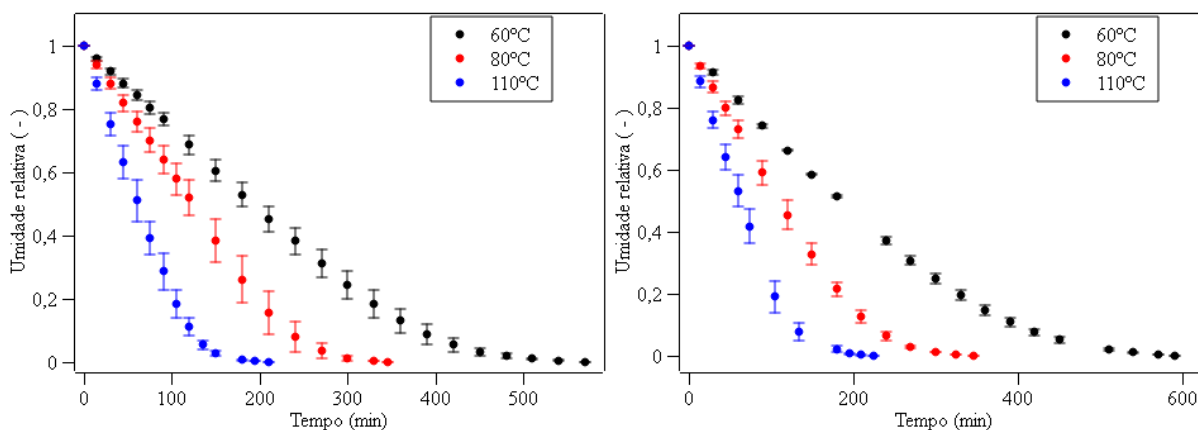 60ºC
80ºC
110ºC
1
0,8
0,6
0,4
0,2
0
Umidade relativa ( - )
0 100 200 300 400 500
Tempo (min)
60ºC
80ºC
110ºC
1
0,8
0,6
0,4
0,2
0
Umidade relativa ( - )
0 200 400 600
Tempo (min)